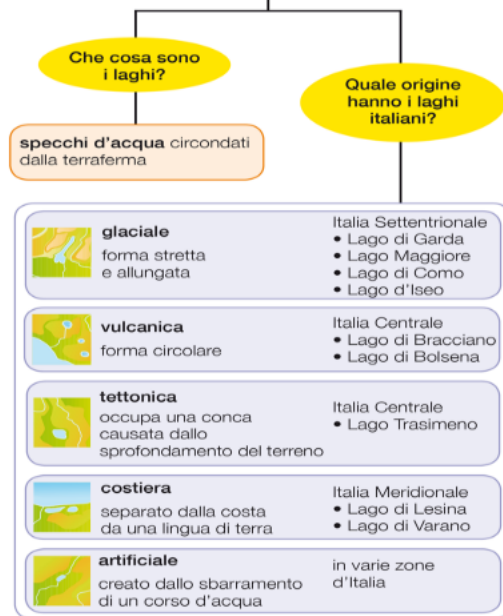 Che cosa sono
i laghi?
specchi d'acqua circondati
dalla terraferma
Quale origine
hanno i laghi
italiani?
glaciale
forma stretta
e allungata
Italia Settentrionale
• Lago di Garda
• Lago Maggiore
• Lago di Como
• Lago d'Iseo
vulcanica
forma circolare
Italia Centrale
• Lago di Bracciano
• Lago di Bolsena
tettonica
occupa una conca
causata dallo
sprofondamento del terreno
Italia Centrale
• Lago Trasimeno
costiera
separato dalla costa
da una lingua di terra
Italia Meridionale
• Lago di Lesina
• Lago di Varano
artificiale
creato dallo sbarramento
di un corso d'acqua
in varie zone
d'Italia